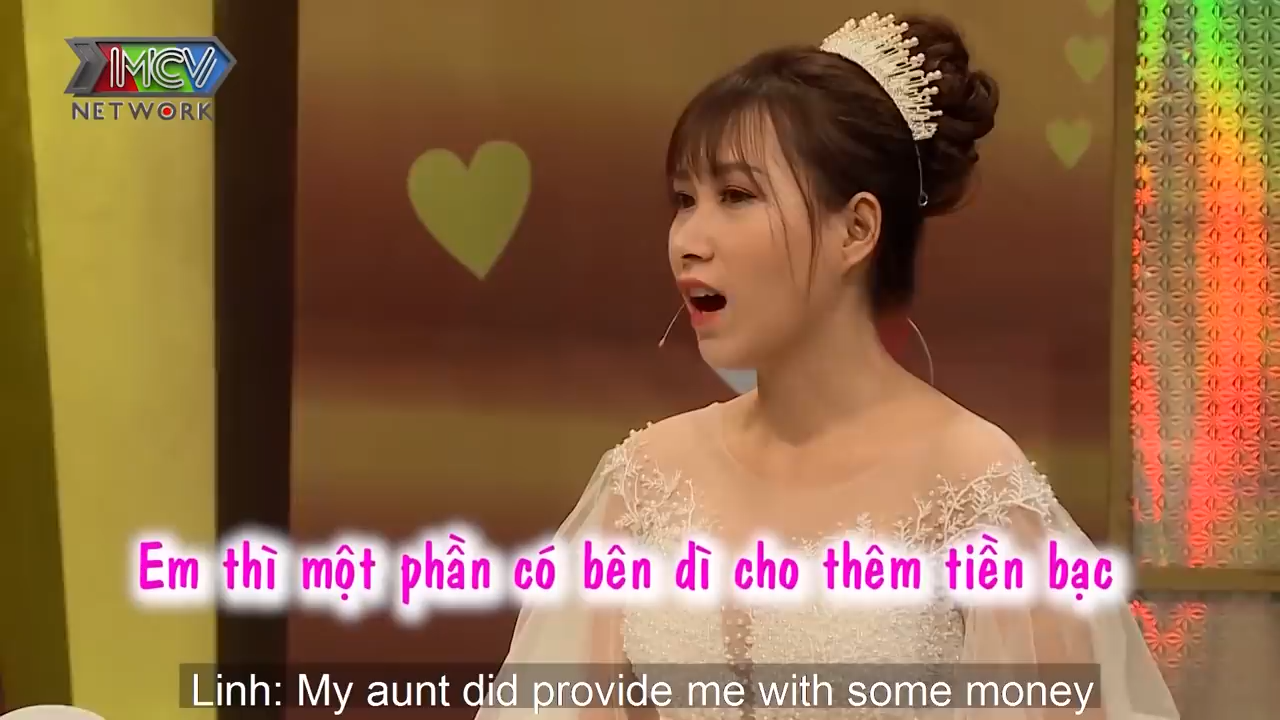 MCV
NETWORK
Em thì một phần có bên dì cho thêm tiền bạc
Linh: My aunt did provide me with some money